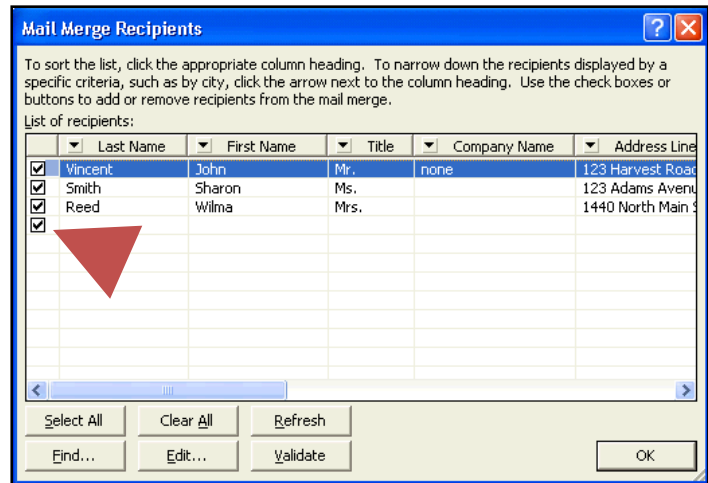 Mail Merge Recipients
To sort the list, click the appropriate column heading. To narrow down the recipients displayed by a
specific criteria, such as by city, click the arrow next to the column heading. Use the check boxes or
buttons to add or remove recipients from the mail merge.
List of recipients:
Last Name First Name Title Company Name Address Line
Vincent John Mr. none 123 Harvest Road
Smith Sharon Ms. 123 Adams Avenu
Reed Wilma Mrs. 1440 North Main S
Select All Clear All Refresh
Find... Edit... Validate OK